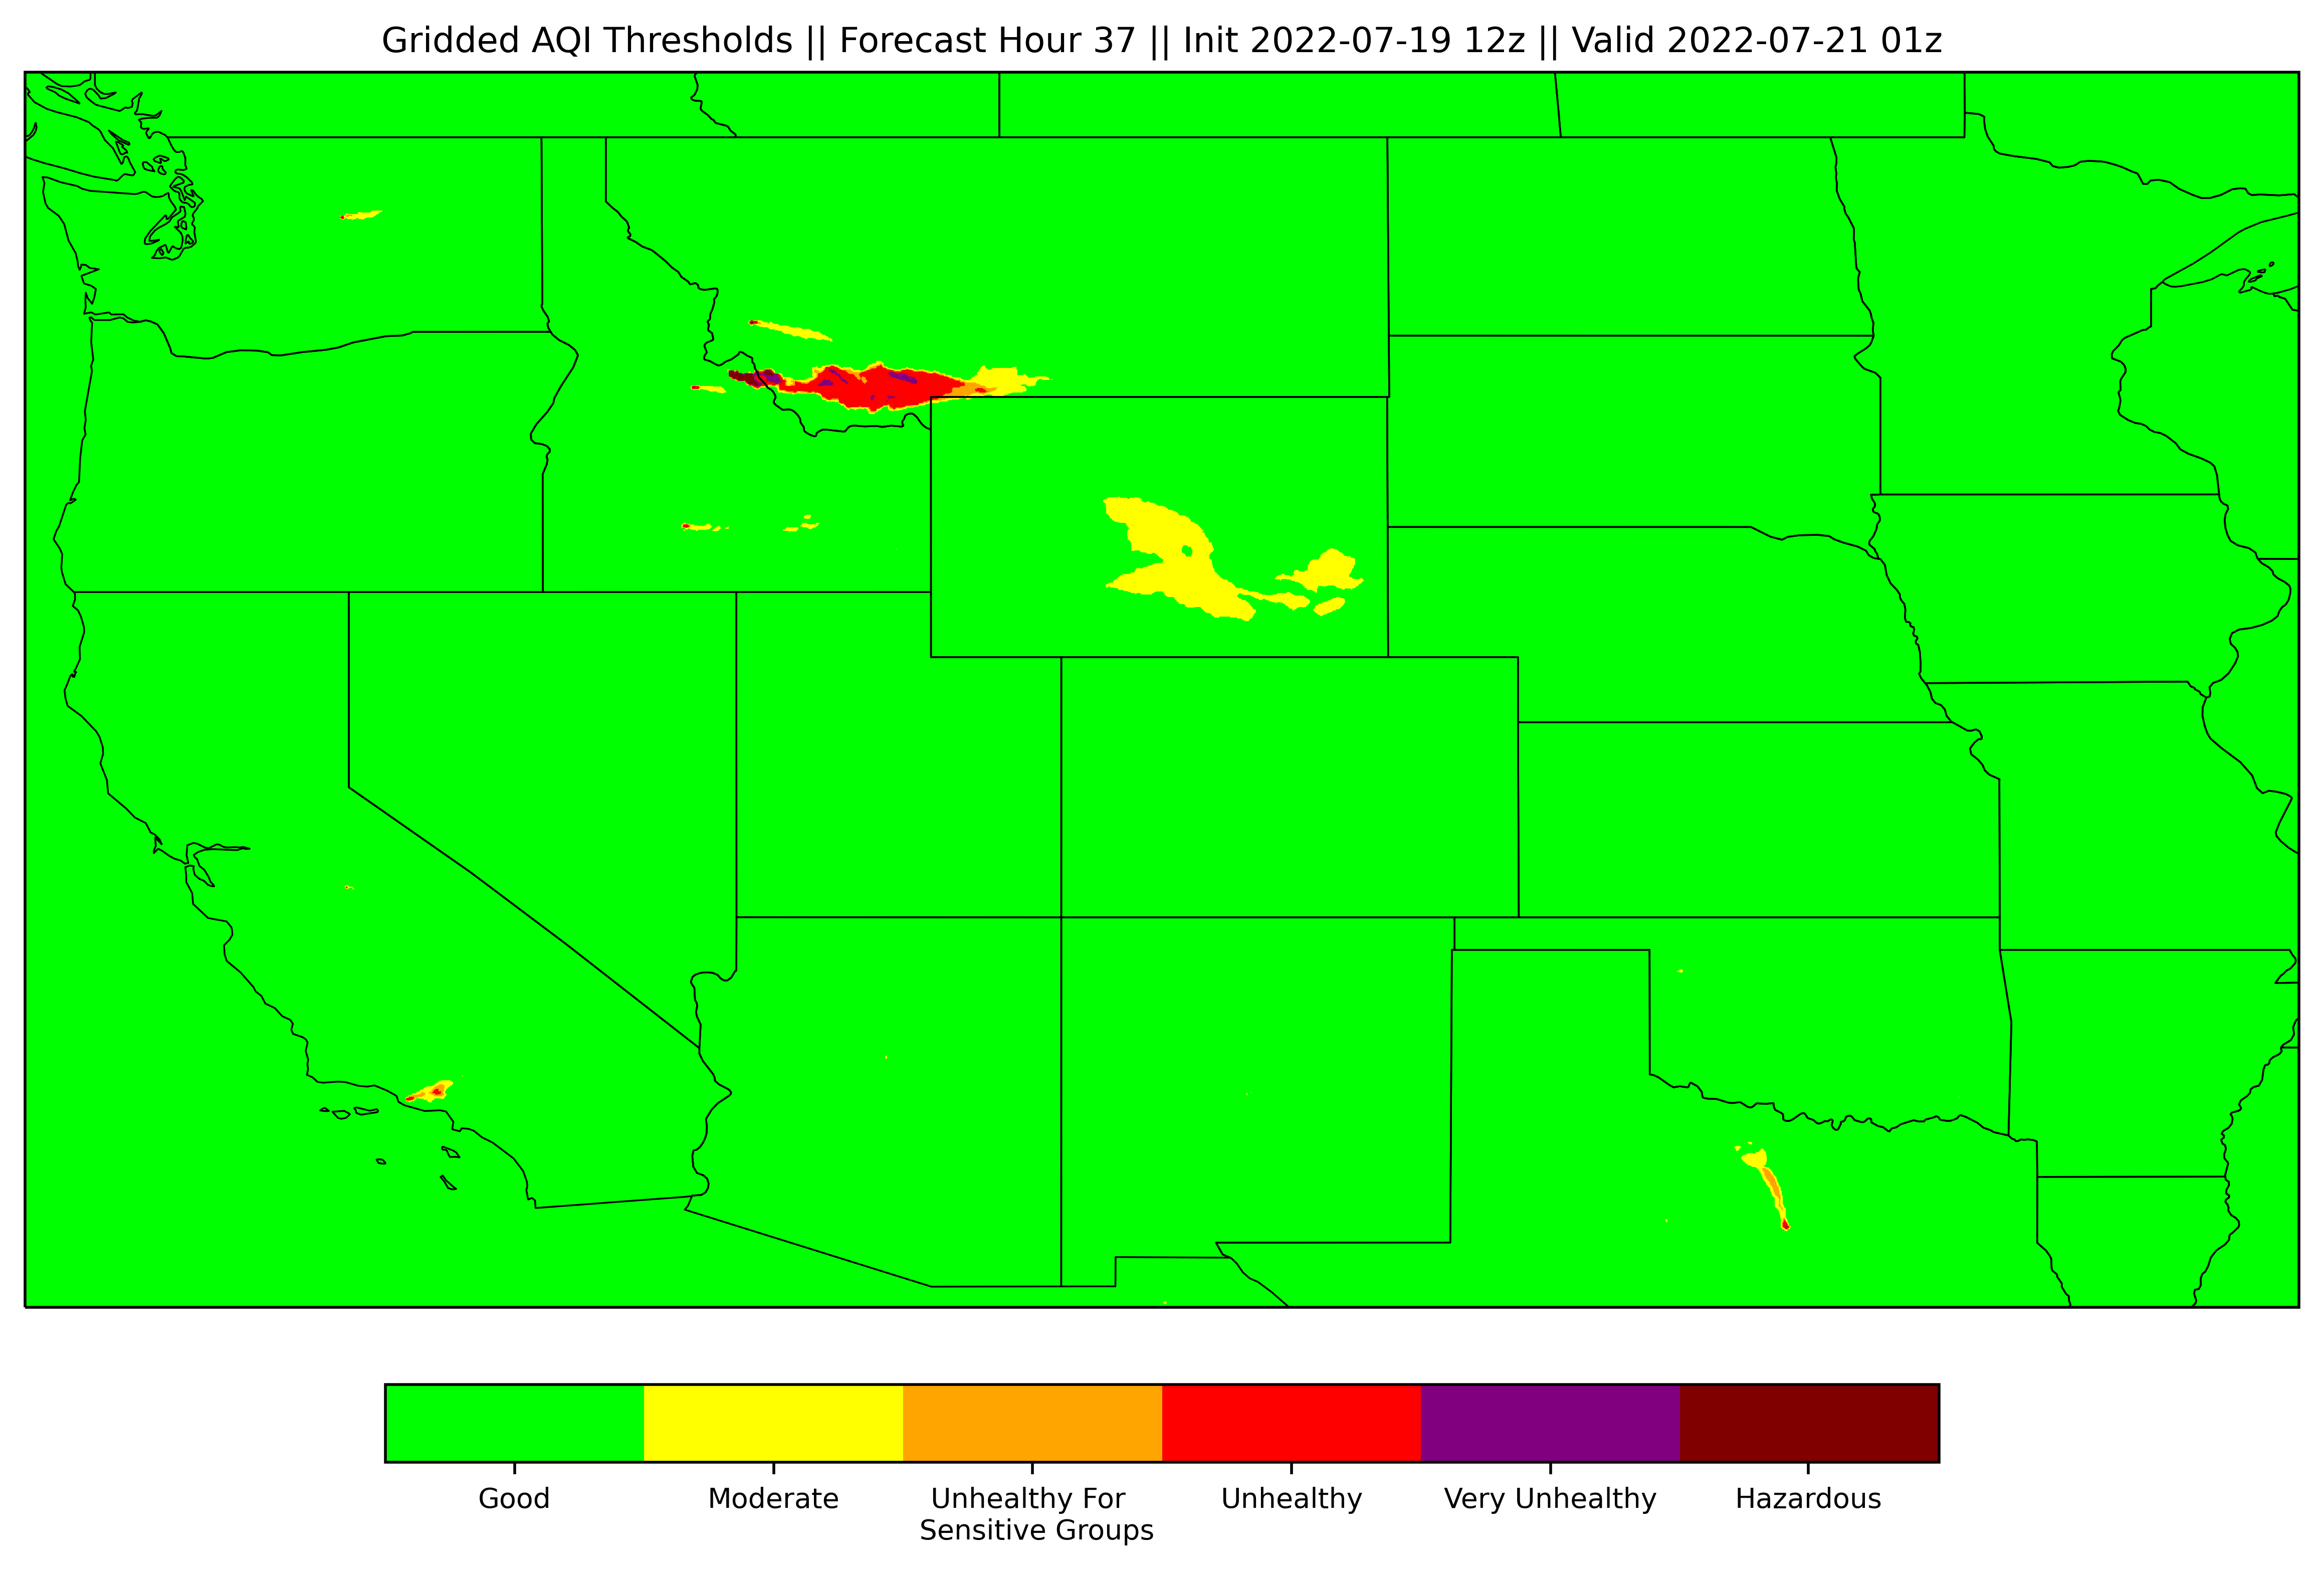 Gridded AQI Thresholds || Forecast Hour 37 || Init 2022-07-19 12z || Valid 2022-07-21 01z
Good
Moderate
Unhealthy For
Sensitive Groups
Unhealthy
Very Unhealthy
Hazardous